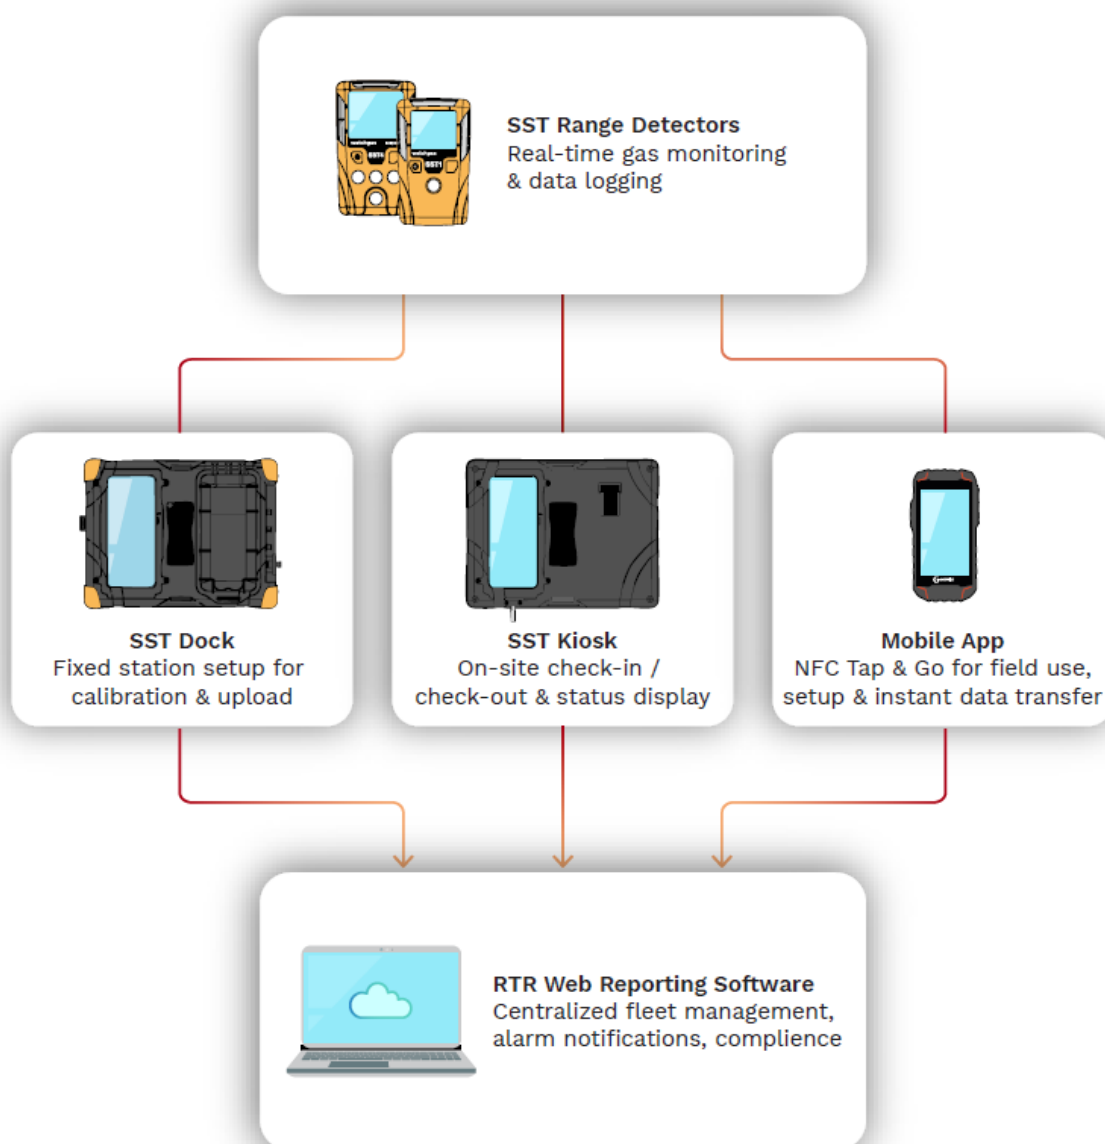 SST4
SST1
SST Range Detectors
Real-time gas monitoring
& data logging
SST Dock
Fixed station setup for
calibration & upload
SST Kiosk
On-site check-in /
check-out & status display
Mobile App
NFC Tap & Go for field use,
setup & instant data transfer
RTR Web Reporting Software
Centralized fleet management,
alarm notifications, complience